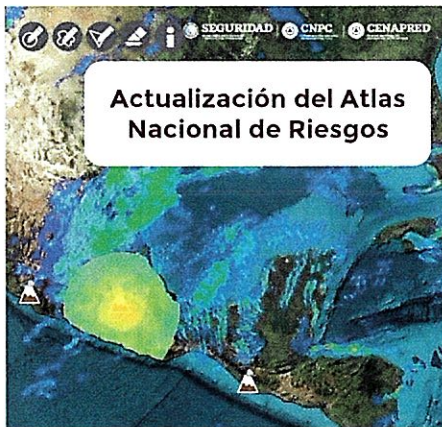 SEGURIDAD CNPC CENAPRED
Actualización del Atlas
Nacional de Riesgos